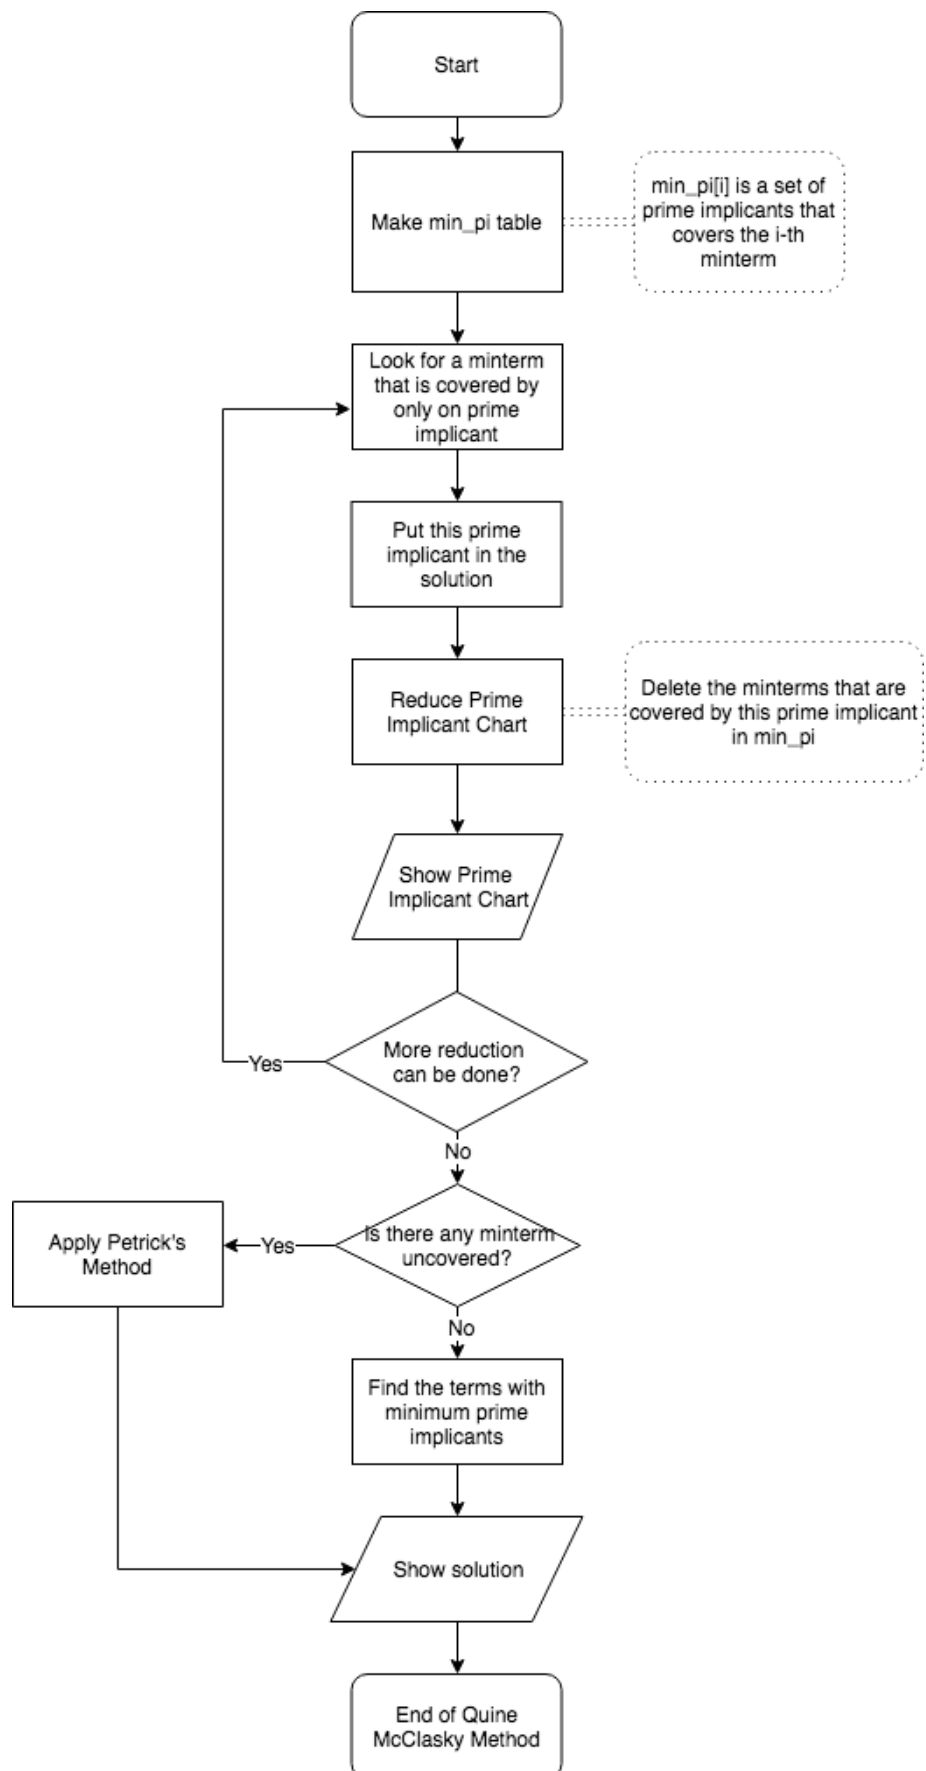 Start
Make min_pi table
min_pi[i] is a set of
prime implicants that
covers the i-th
minterm
Look for a minterm
that is covered by
only on prime
implicant
Put this prime
implicant in the
solution
Reduce Prime
Implicant Chart
Delete the minterms that are
covered by this prime implicant
in min_pi
Show Prime
Implicant Chart
More reduction
can be done?
Yes
No
Is there any minterm
uncovered?
Yes
Apply Petrick's
Method
No
Find the terms with
minimum prime
implicants
Show solution
End of Quine
McClasky Method